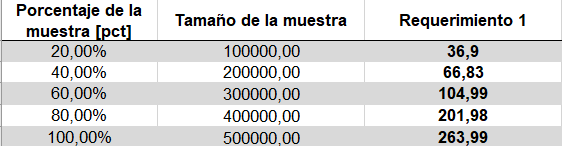 Porcentaje de la muestra [pct] Tamaño de la muestra Requerimiento 1
20,00% 100000,00 36,9
40,00% 200000,00 66,83
60,00% 300000,00 104,99
80,00% 400000,00 201,98
100,00% 500000,00 263,99